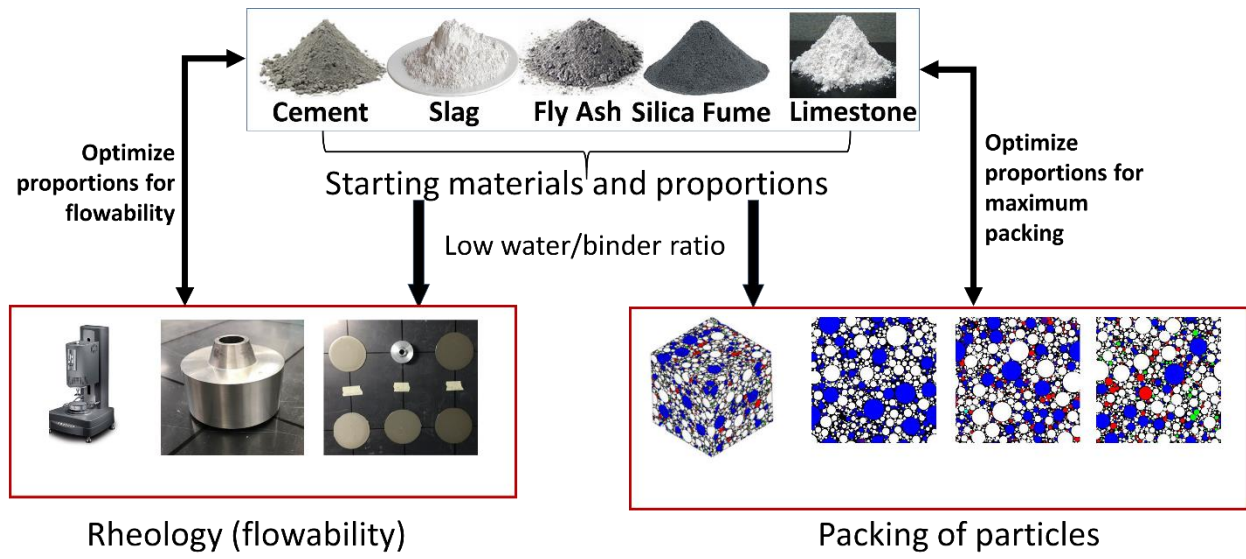 Cement Slag Fly Ash Silica Fume Limestone
Optimize
proportions for
flowability
Starting materials and proportions
Optimize
proportions for
maximum
packing
Low water/binder ratio
Rheology (flowability)
Packing of particles